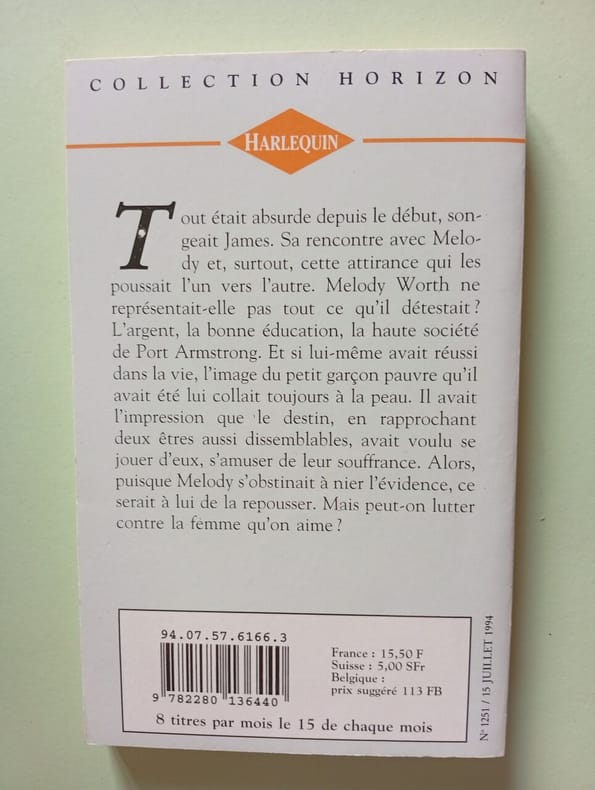 COLLECTION HORIZON
HARLEQUIN
Tout était absurde depuis le début, son-
geait James. Sa rencontre avec Melo-
dy et, surtout, cette attirance qui les
poussait l'un vers l'autre. Melody Worth ne
représentait-elle pas tout ce qu'il détestait ?
L'argent, la bonne éducation, la haute société
de Port Armstrong. Et si lui-même avait réussi
dans la vie, l'image du petit garçon pauvre qu'il
avait été lui collait toujours à la peau. Il avait
l'impression que le destin, en rapprochant
deux êtres aussi dissemblables, avait voulu se
jouer d'eux, s'amuser de leur souffrance. Alors,
puisque Melody s'obstinait à nier l'évidence, ce
serait à lui de la repousser. Mais peut-on lutter
contre la femme qu'on aime ?
94.07.57.6166.3
9 782280 136440
France : 15,50 F
Suisse : 5,00 SFr
Belgique :
prix suggéré 113 FB
8 titres par mois le 15 de chaque mois
N° 1251 / 15 JUILLET 1994